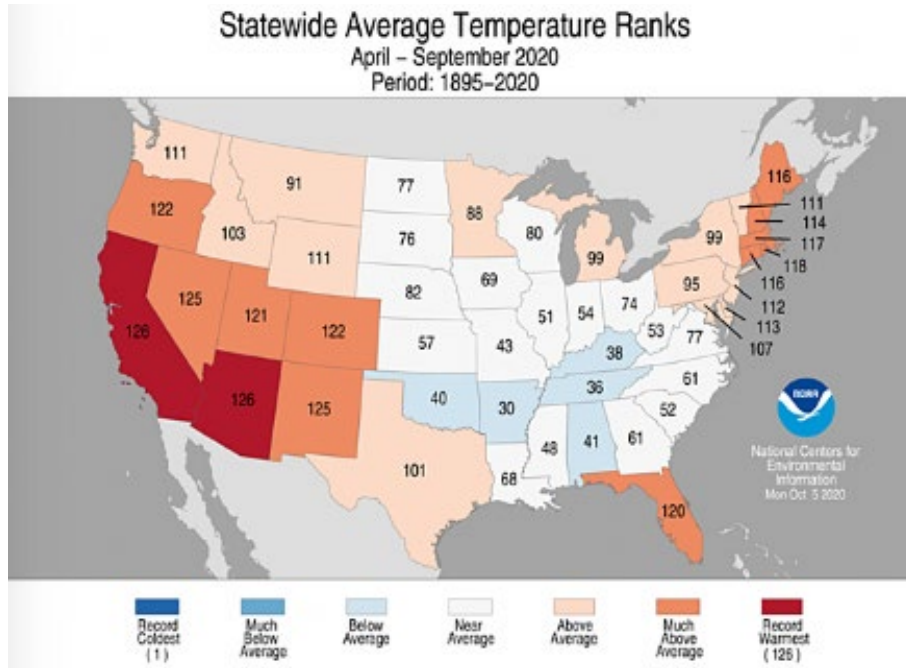 Statewide Average Temperature Ranks
April – September 2020
Period: 1895–2020
111
91
77
88
116
122
103
111
76
80
99
99
111
114
117
118
116
112
113
107
95
126
125
121
122
82
69
51
54
74
53
77
57
43
38
61
126
125
40
30
36
52
101
68
48
41
61
120
NOAA
National Centers for
Environmental
Information
Mon Oct 5 2020
Record
Coldest
(1)
Much
Below
Average
Below
Average
Near
Average
Above
Average
Much
Above
Average
Record
Warmest
(126)